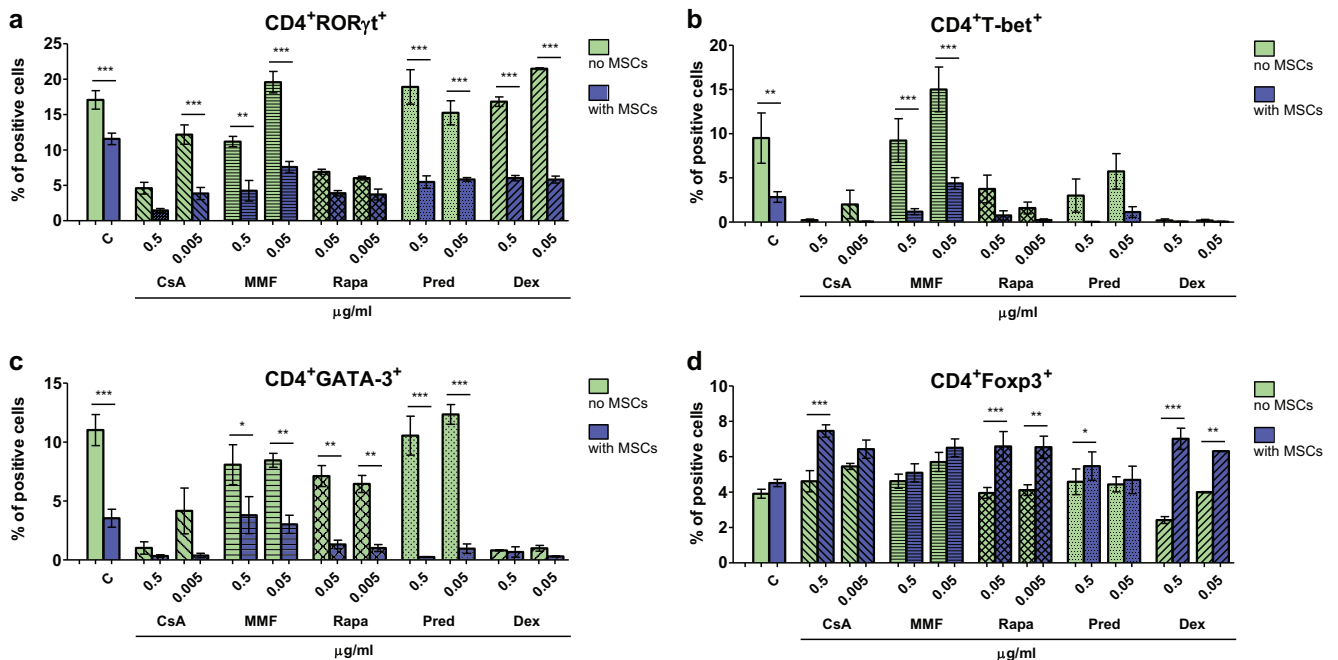 a
CD4⁺RORγt⁺
% of positive cells
25
20
15
10
5
0
*** *** ** *** *** *** *** ***
no MSCs
with MSCs
C 0.5 0.005 0.5 0.05 0.5 0.005 0.5 0.05 0.5 0.05
CsA MMF Rapa Pred Dex
μg/ml
b
CD4⁺T-bet⁺
% of positive cells
20
15
10
5
0
** *** ***
no MSCs
with MSCs
C 0.5 0.005 0.5 0.05 0.5 0.005 0.5 0.05 0.5 0.05
CsA MMF Rapa Pred Dex
μg/ml
c
CD4⁺GATA-3⁺
% of positive cells
15
10
5
0
*** * ** ** ** *** ***
C 0.5 0.005 0.5 0.05 0.5 0.005 0.5 0.05 0.5 0.05
CsA MMF Rapa Pred Dex
μg/ml
d
CD4⁺Foxp3⁺
% of positive cells
10
8
6
4
2
0
*** *** ** * *** **
no MSCs
with MSCs
C 0.5 0.005 0.5 0.05 0.5 0.005 0.5 0.05 0.5 0.05
CsA MMF Rapa Pred Dex
μg/ml